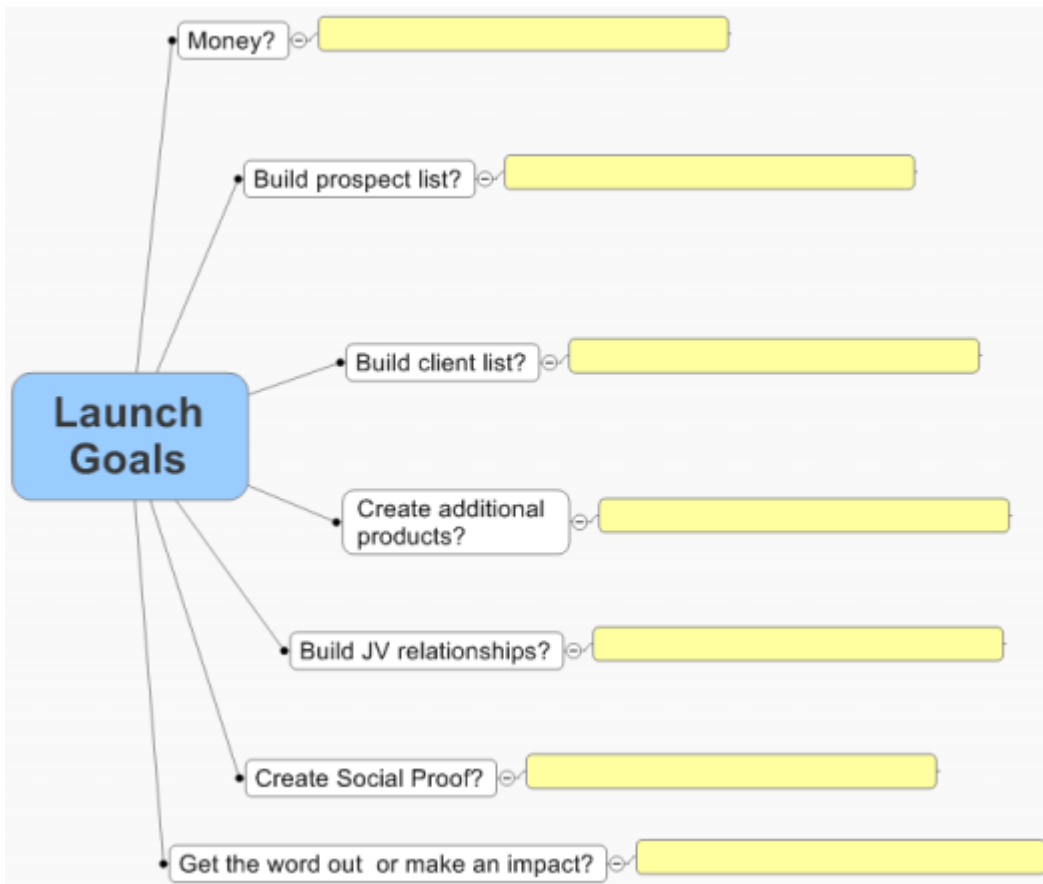 Money?
Build prospect list?
Build client list?
Launch
Goals
Create additional
products?
Build JV relationships?
Create Social Proof?
Get the word out  or make an impact?